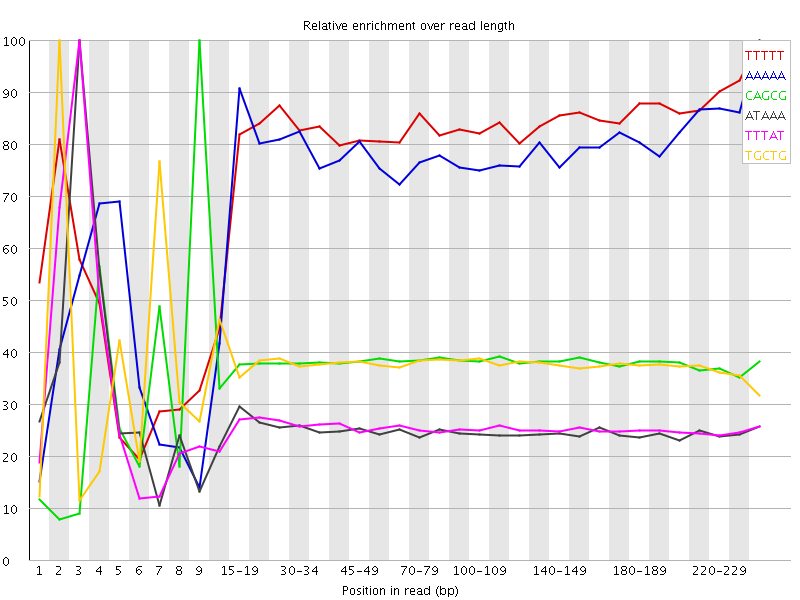 Relative enrichment over read length
100
90
80
70
60
50
40
30
20
10
0
TTTTT
AAAAA
CAGCG
ATAAA
TTTAT
TGCTG
1 2 3 4 5 6 7 8 9 15-19 30-34 45-49 70-79 100-109 140-149 180-189 220-229
Position in read (bp)